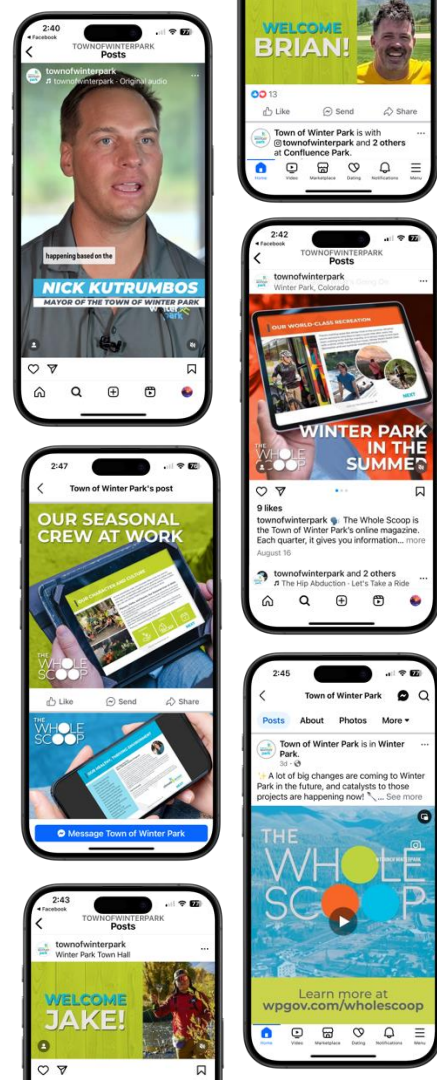 2:40
Facebook
TOWNOFWINTERPARK
Posts
townofwinterpark
townofwinterpark · Original audio
happening based on the
NICK KUTRUMBOS
MAYOR OF THE TOWN OF WINTER PARK
WELCOME
BRIAN!
13
Like
Send
Share
Town of Winter Park is with
townofwinterpark and 2 others
at Confluence Park.
Home
Video
Marketplace
Dating
Notifications
Menu
2:42
Facebook
TOWNOFWINTERPARK
Posts
townofwinterpark
Winter Park, Colorado
OUR WORLD-CLASS RECREATION
NEXT
WINTER PARK
IN THE
SUMMER
THE
WHOLE
SCOOP
9 likes
townofwinterpark 🗣️ The Whole Scoop is
the Town of Winter Park's online magazine.
Each quarter, it gives you information... more
August 16
townofwinterpark and 2 others
The Hip Abduction · Let's Take a Ride
2:47
Town of Winter Park's post
OUR SEASONAL
CREW AT WORK
OUR CHARACTER AND CULTURE
NEXT
THE
WHOLE
SCOOP
Like
Send
Share
THE
WHOLE
SCOOP
Message Town of Winter Park
2:45
Town of Winter Park
Posts
About
Photos
More
Town of Winter Park is in Winter
Park.
3d
✨A lot of big changes are coming to Winter
Park in the future, and catalysts to those
projects are happening now! ... See more
THE
WHOLE
SCOOP
Learn more at
wpgov.com/wholescoop
Home
Video
Marketplace
Dating
Notifications
Menu
2:43
Facebook
TOWNOFWINTERPARK
Posts
townofwinterpark
Winter Park Town Hall
WELCOME
JAKE!